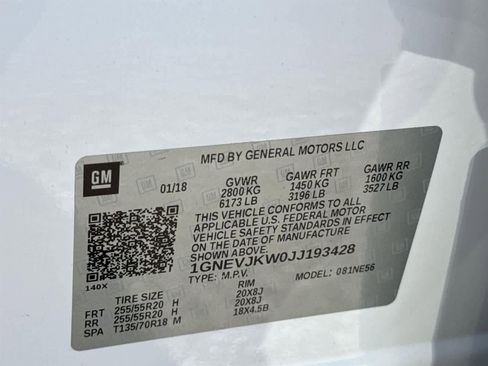 MFD BY GENERAL MOTORS LLC
GM
01/18 GVWR GAWR FRT GAWR RR
2800 KG 1450 KG 1600 KG
6173 LB 3196 LB 3527 LB
THIS VEHICLE CONFORMS TO ALL
APPLICABLE U.S. FEDERAL MOTOR
VEHICLE SAFETY STANDARDS IN EFFECT
ON THE DATE OF MANUFACTURE SHOWN ABOVE.
1GNEVJKW0JJ193428
140X TYPE: M.P.V. MODEL: 081NE56
TIRE SIZE RIM
FRT 255/55R20 H 20X8J
RR 255/55R20 H 20X8J
SPA T135/70R18 M 18X4.5B